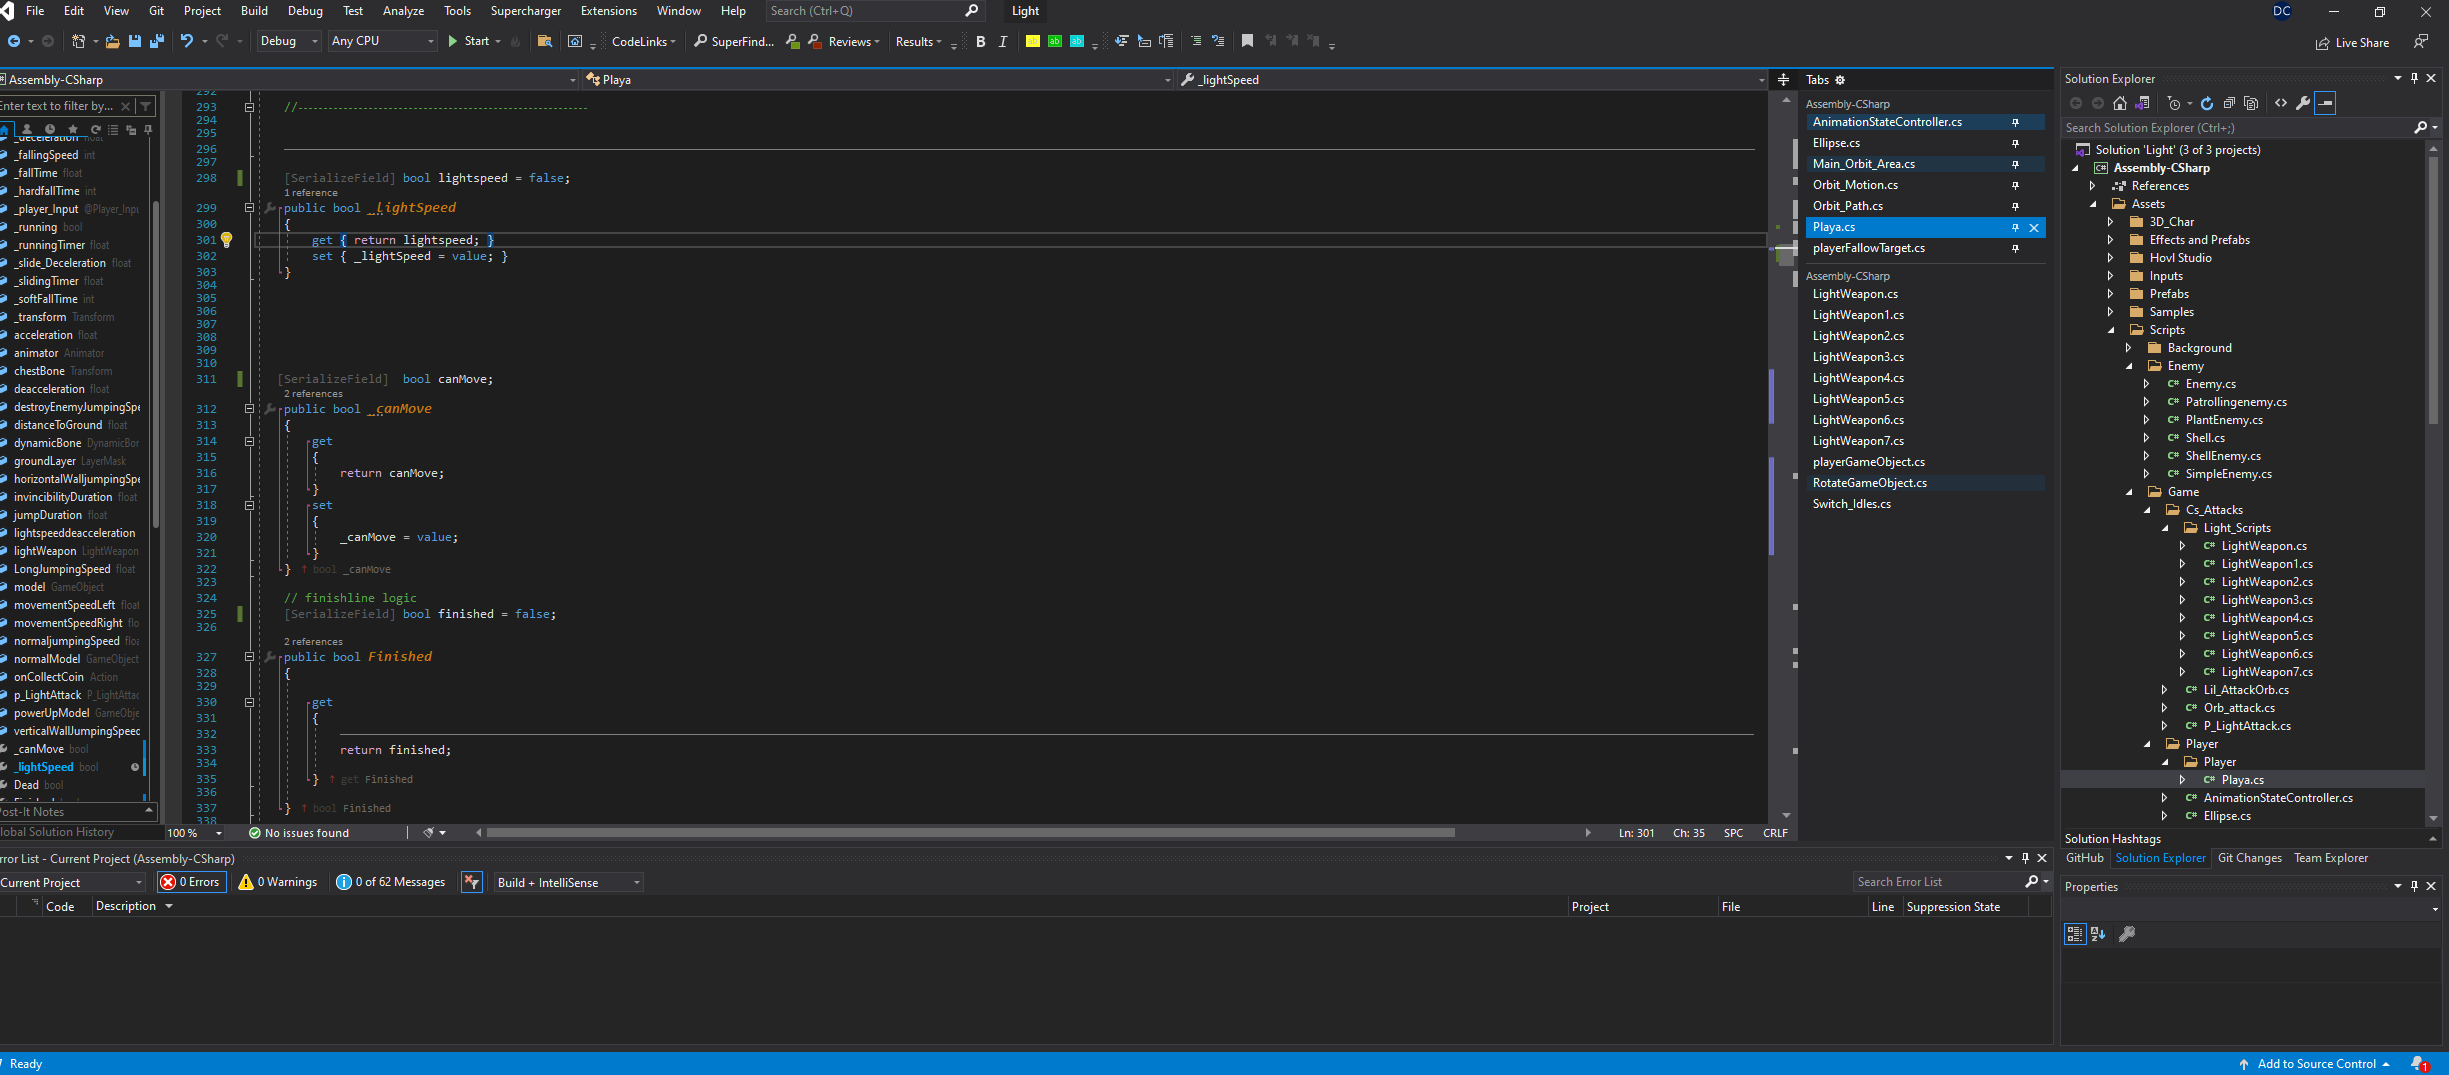 File Edit View Git Project Build Debug Test Analyze Tools Supercharger Extensions Window Help Search (Ctrl+Q) Light DC
Debug Any CPU Start CodeLinks SuperFind... Reviews Results B I ab ab ab Live Share
Assembly-CSharp Playa _lightSpeed
Enter text to filter by...
_deceleration float
_fallingSpeed int
_fallTime float
_hardfallTime int
_player_Input @Player_Inpu
_running bool
_runningTimer float
_slide_Deceleration float
_slidingTimer float
_softFallTime int
_transform Transform
acceleration float
animator Animator
chestBone Transform
deacceleration float
destroyEnemyJumpingSpe
distanceToGround float
dynamicBone DynamicBor
groundLayer LayerMask
horizontalWalljumpingSpe
invincibilityDuration float
jumpDuration float
lightspeeddeacceleration
lightWeapon LightWeapon
LongJumpingSpeed float
model GameObject
movementSpeedLeft float
movementSpeedRight flo
normaljumpingSpeed floa
normalModel GameObject
onCollectCoin Action
p_LightAttack P_LightAttac
powerUpModel GameObje
verticalWallJumpingSpeed
_canMove bool
_lightSpeed bool
Dead bool
Post-It Notes
Global Solution History
292
293 //----------------------------------------------------------
294
295
296
297
298 [SerializeField] bool lightspeed = false;
1 reference
299 public bool _lightSpeed
300 {
301 get { return lightspeed; }
302 set { _lightSpeed = value; }
303 }
304
305
306
307
308
309
310
311 [SerializeField] bool canMove;
2 references
312 public bool _canMove
313 {
314 get
315 {
316 return canMove;
317 }
318 set
319 {
320 _canMove = value;
321 }
322 } ↑ bool _canMove
323
324 // finishline logic
325 [SerializeField] bool finished = false;
326
2 references
327 public bool Finished
328 {
329
330 get
331 {
332
333 return finished;
334
335 } ↑ get Finished
336
337 } ↑ bool Finished
338
100 % No issues found Ln: 301 Ch: 35 SPC CRLF
Tabs
Assembly-CSharp
AnimationStateController.cs
Ellipse.cs
Main_Orbit_Area.cs
Orbit_Motion.cs
Orbit_Path.cs
Playa.cs
playerFallowTarget.cs
Assembly-CSharp
LightWeapon.cs
LightWeapon1.cs
LightWeapon2.cs
LightWeapon3.cs
LightWeapon4.cs
LightWeapon5.cs
LightWeapon6.cs
LightWeapon7.cs
playerGameObject.cs
RotateGameObject.cs
Switch_Idles.cs
Solution Explorer
Search Solution Explorer (Ctrl+;)
Solution 'Light' (3 of 3 projects)
C# Assembly-CSharp
References
Assets
3D_Char
Effects and Prefabs
Hovl Studio
Inputs
Prefabs
Samples
Scripts
Background
Enemy
C# Enemy.cs
C# Patrollingenemy.cs
C# PlantEnemy.cs
C# Shell.cs
C# ShellEnemy.cs
C# SimpleEnemy.cs
Game
Cs_Attacks
Light_Scripts
C# LightWeapon.cs
C# LightWeapon1.cs
C# LightWeapon2.cs
C# LightWeapon3.cs
C# LightWeapon4.cs
C# LightWeapon5.cs
C# LightWeapon6.cs
C# LightWeapon7.cs
C# Lil_AttackOrb.cs
C# Orb_attack.cs
C# P_LightAttack.cs
Player
Player
C# Playa.cs
C# AnimationStateController.cs
C# Ellipse.cs
Solution Hashtags
GitHub Solution Explorer Git Changes Team Explorer
Properties
Error List - Current Project (Assembly-CSharp)
Current Project 0 Errors 0 Warnings 0 of 62 Messages Build + IntelliSense Search Error List
Code Description Project File Line Suppression State
Ready Add to Source Control 1